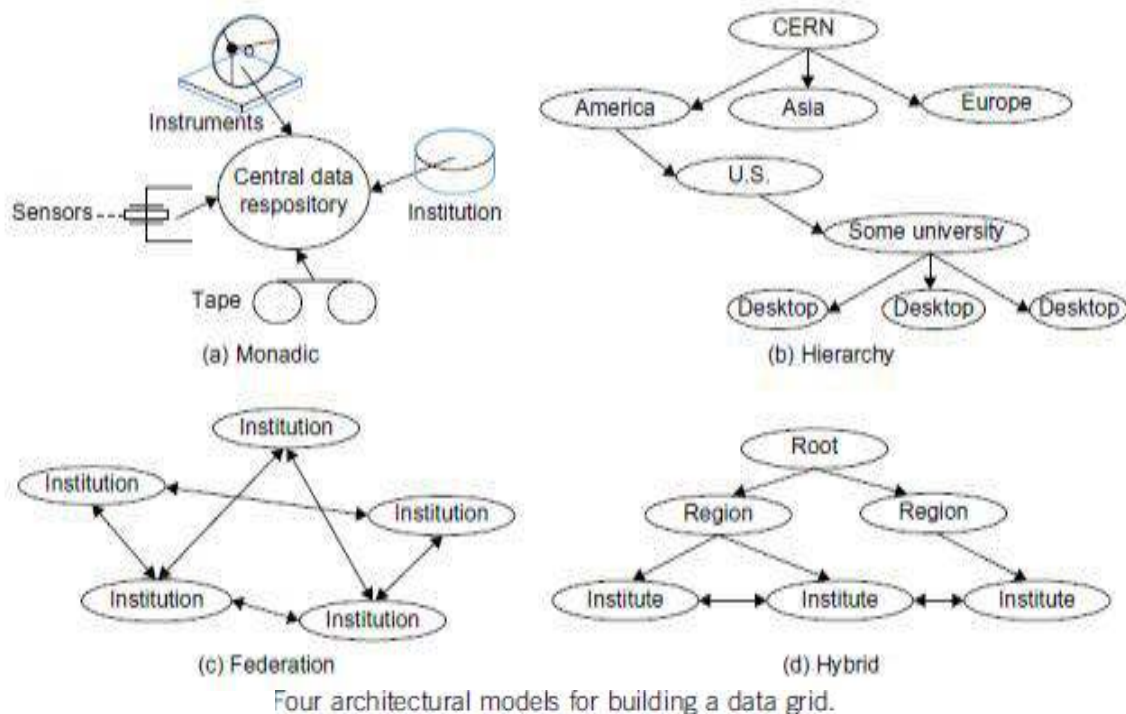 Instruments
Central data
respository
Sensors
Institution
Tape
(a) Monadic
CERN
America
Asia
Europe
U.S.
Some university
Desktop
Desktop
Desktop
(b) Hierarchy
Institution
Institution
Institution
Institution
Institution
(c) Federation
Root
Region
Region
Institute
Institute
Institute
(d) Hybrid
Four architectural models for building a data grid.